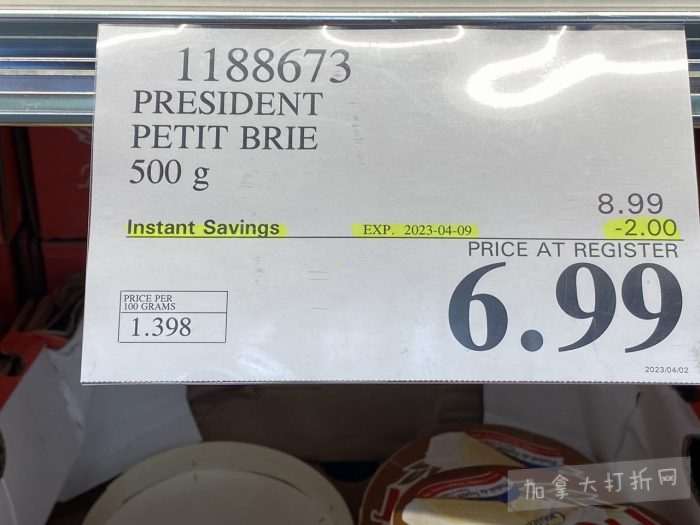 1188673
PRESIDENT
PETIT BRIE
500 g
8.99
Instant Savings EXP. 2023-04-09 -2.00
PRICE AT REGISTER
6.99
PRICE PER
100 GRAMS
1.398
2023/04/02
加拿大打折网